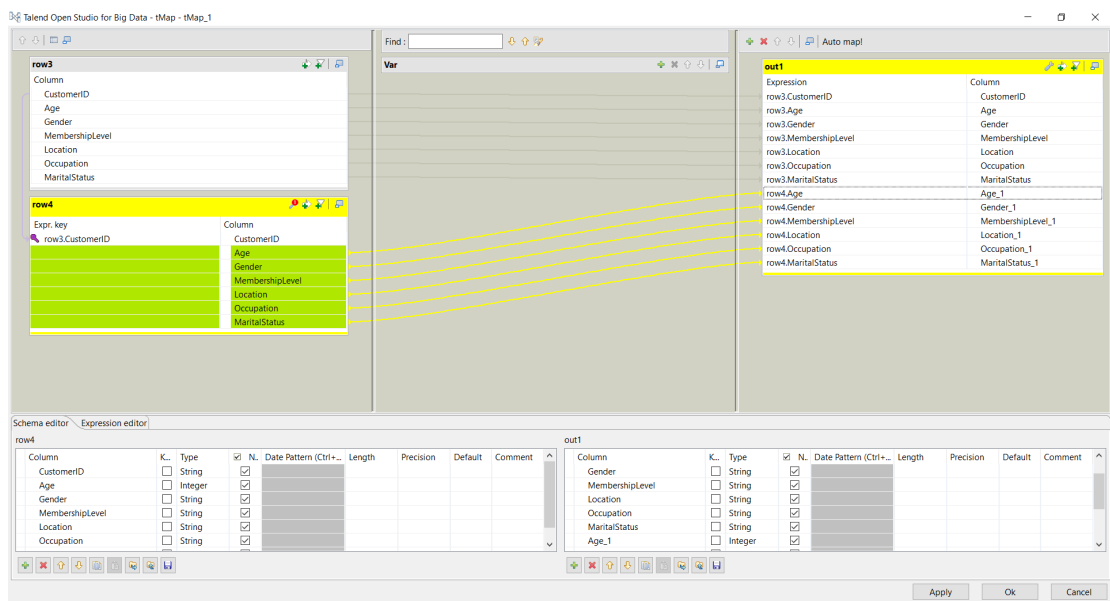 Talend Open Studio for Big Data - tMap - tMap_1
Find :
Auto map!
row3
Column
CustomerID
Age
Gender
MembershipLevel
Location
Occupation
MaritalStatus
row4
Expr. key Column
row3.CustomerID CustomerID
Age
Gender
MembershipLevel
Location
Occupation
MaritalStatus
Var
out1
Expression Column
row3.CustomerID CustomerID
row3.Age Age
row3.Gender Gender
row3.MembershipLevel MembershipLevel
row3.Location Location
row3.Occupation Occupation
row3.MaritalStatus MaritalStatus
row4.Age Age_1
row4.Gender Gender_1
row4.MembershipLevel MembershipLevel_1
row4.Location Location_1
row4.Occupation Occupation_1
row4.MaritalStatus MaritalStatus_1
Schema editor Expression editor
row4
Column K... Type N.. Date Pattern (Ctrl+... Length Precision Default Comment
CustomerID String
Age Integer
Gender String
MembershipLevel String
Location String
Occupation String
out1
Column K... Type N.. Date Pattern (Ctrl+... Length Precision Default Comment
Gender String
MembershipLevel String
Location String
Occupation String
MaritalStatus String
Age_1 Integer
Apply Ok Cancel